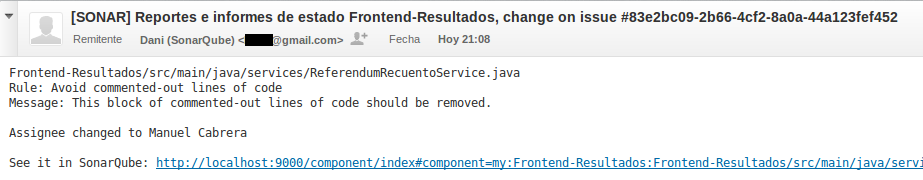 [SONAR] Reportes e informes de estado Frontend-Resultados, change on issue #83e2bc09-2b66-4cf2-8a0a-44a123fef452
Remitente Dani (SonarQube) < @gmail.com> Fecha Hoy 21:08
Frontend-Resultados/src/main/java/services/ReferendumRecuentoService.java
Rule: Avoid commented-out lines of code
Message: This block of commented-out lines of code should be removed.
Assignee changed to Manuel Cabrera
See it in SonarQube: http://localhost:9000/component/index#component=my:Frontend-Resultados:Frontend-Resultados/src/main/java/servi